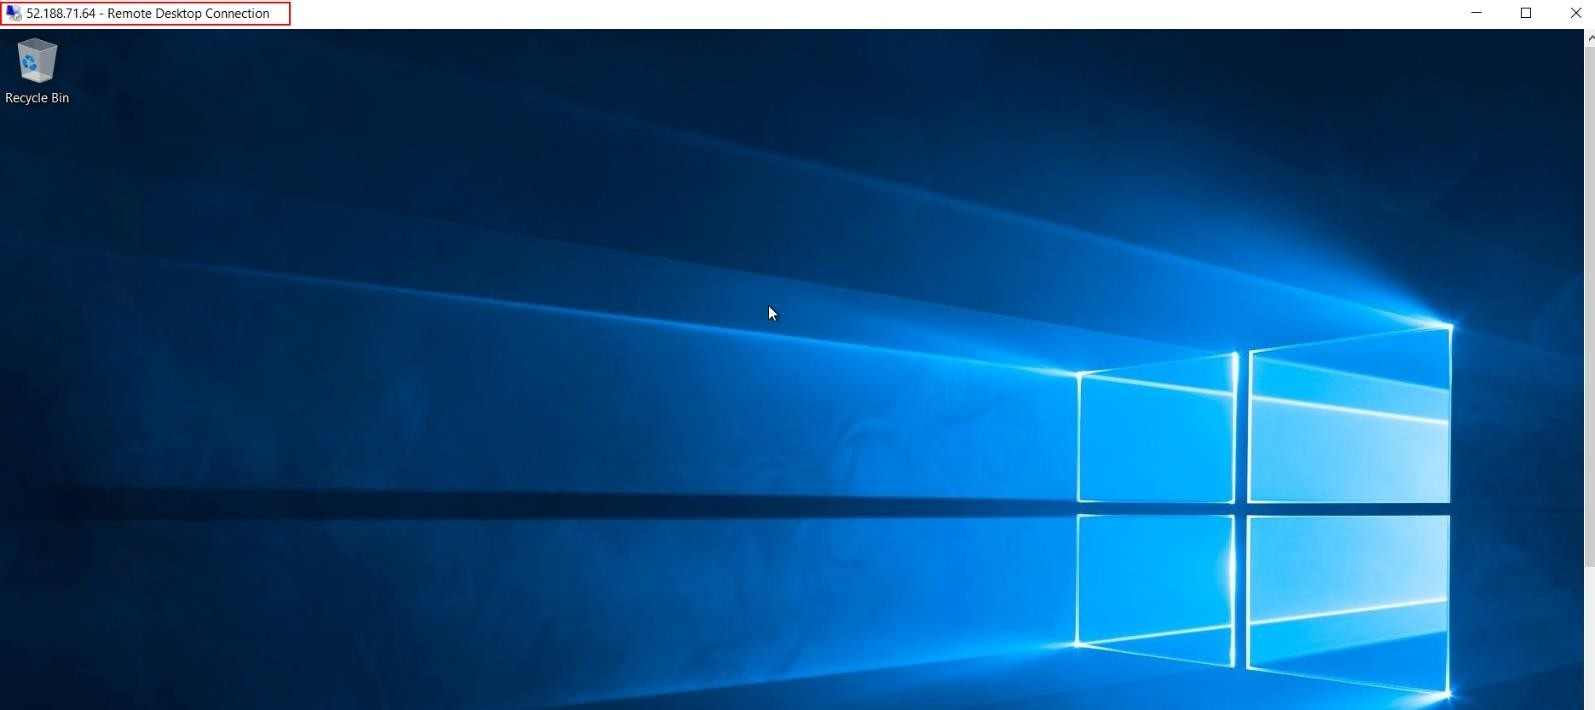 52.188.71.64 - Remote Desktop Connection
Recycle Bin